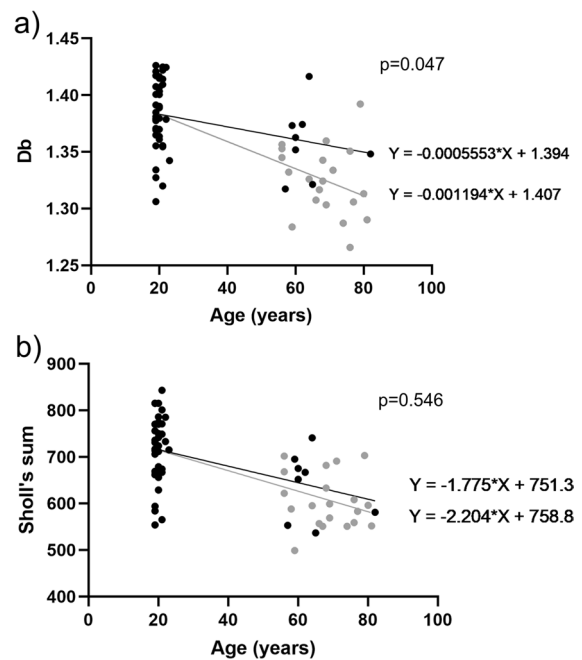 a)
1.45
p=0.047
1.40
Db
1.35
Y = -0.0005553*X + 1.394
Y = -0.001194*X + 1.407
1.30
1.25
0 20 40 60 80 100
Age (years)
b)
900
p=0.546
800
700
Sholl's sum
Y = -1.775*X + 751.3
600
Y = -2.204*X + 758.8
500
400
0 20 40 60 80 100
Age (years)